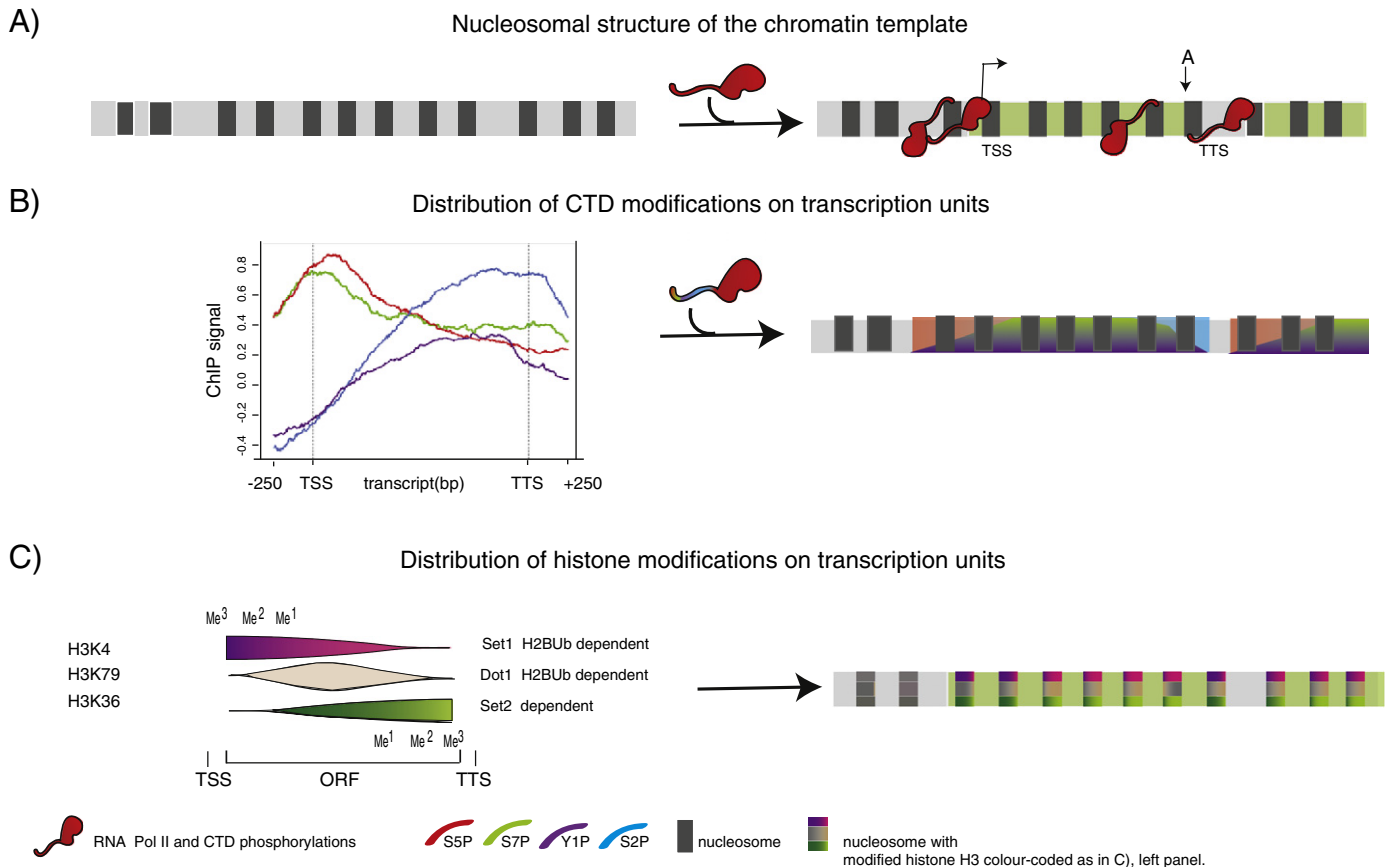 A)
Nucleosomal structure of the chromatin template
A
TSS
TTS
B)
Distribution of CTD modifications on transcription units
ChIP signal
0.8
0.6
0.4
0.2
0.0
-0.2
-0.4
-250 TSS transcript(bp) TTS +250
C)
Distribution of histone modifications on transcription units
Me3 Me2 Me1
H3K4 Set1 H2BUb dependent
H3K79 Dot1 H2BUb dependent
H3K36 Set2 dependent
Me1 Me2 Me3
TSS ORF TTS
RNA Pol II and CTD phosphorylations S5P S7P Y1P S2P nucleosome nucleosome with
modified histone H3 colour-coded as in C), left panel.